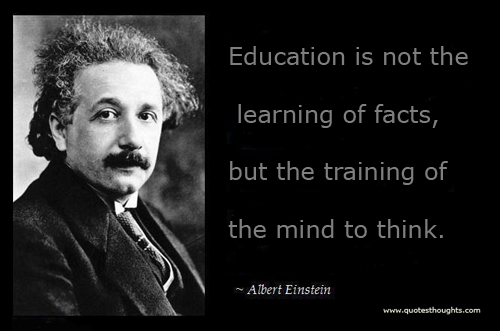 Education is not the
learning of facts,
but the training of
the mind to think.
~ Albert Einstein
www.quotesthoughts.com